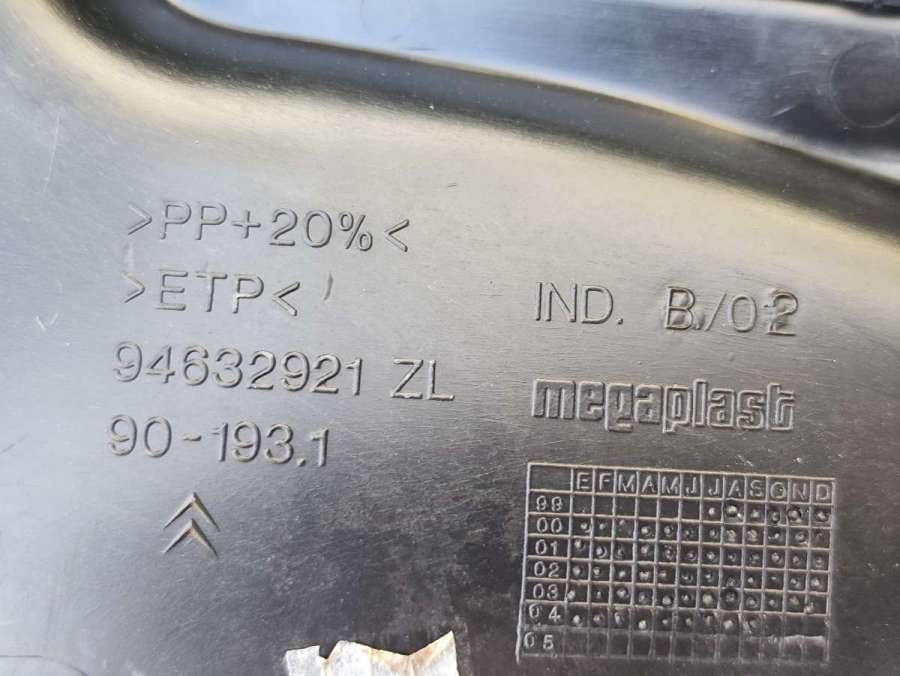 >PP+20%<
>ETP<
94632921 ZL
90-193.1
IND. B./02
megaplast
E F M A M J J A S O N D
99
00
01
02
03
04
05